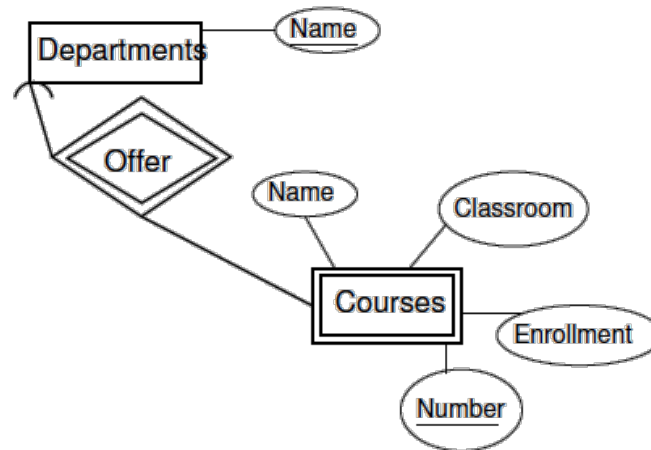 Name
Departments
Offer
Name
Classroom
Courses
Enrollment
Number